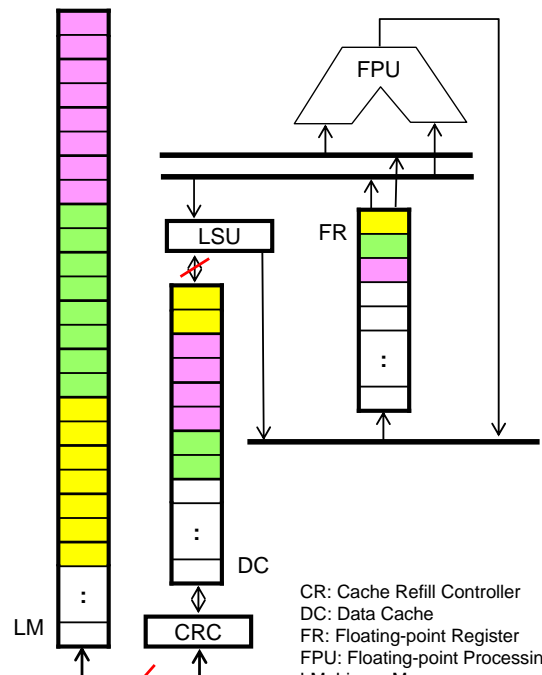 FPU
LSU
FR
:
:
DC
:
LM
CRC
CR: Cache Refill Controller
DC: Data Cache
FR: Floating-point Register
FPU: Floating-point Processin